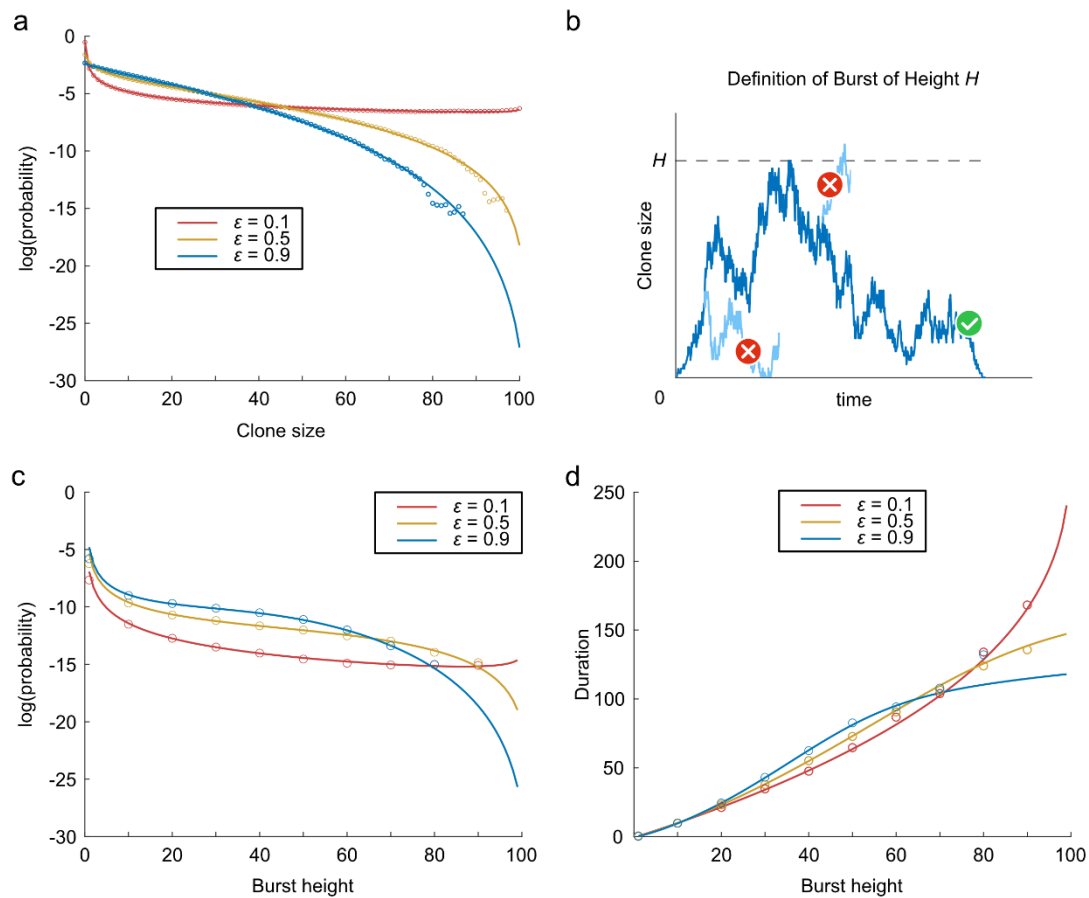 a
0
-5
-10
-15
-20
-25
-30
log(probability)
ε = 0.1
ε = 0.5
ε = 0.9
0
20
40
60
80
100
Clone size
b
Definition of Burst of Height H
H
Clone size
0
time
c
0
-5
-10
-15
-20
-25
-30
log(probability)
ε = 0.1
ε = 0.5
ε = 0.9
0
20
40
60
80
100
Burst height
d
250
200
150
100
50
0
Duration
ε = 0.1
ε = 0.5
ε = 0.9
20
40
60
80
100
Burst height